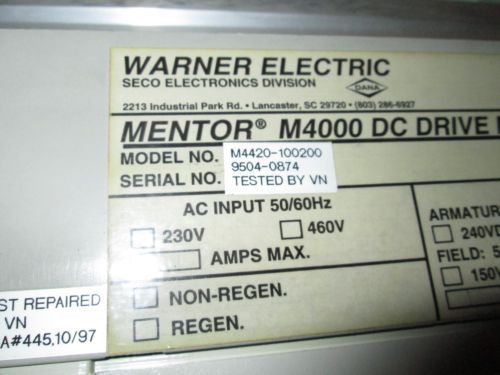 WARNER ELECTRIC
SECO ELECTRONICS DIVISION
DANA
2213 Industrial Park Rd. • Lancaster, SC 29720 • (803) 286-6927
MENTOR® M4000 DC DRIVE
MODEL NO. M4420-100200
9504-0874
SERIAL NO. TESTED BY VN
AC INPUT 50/60Hz
230V 460V
AMPS MAX.
NON-REGEN.
REGEN.
ARMATUR
240VD
FIELD: 5
150V
ST REPAIRED
VN
A#445,10/97